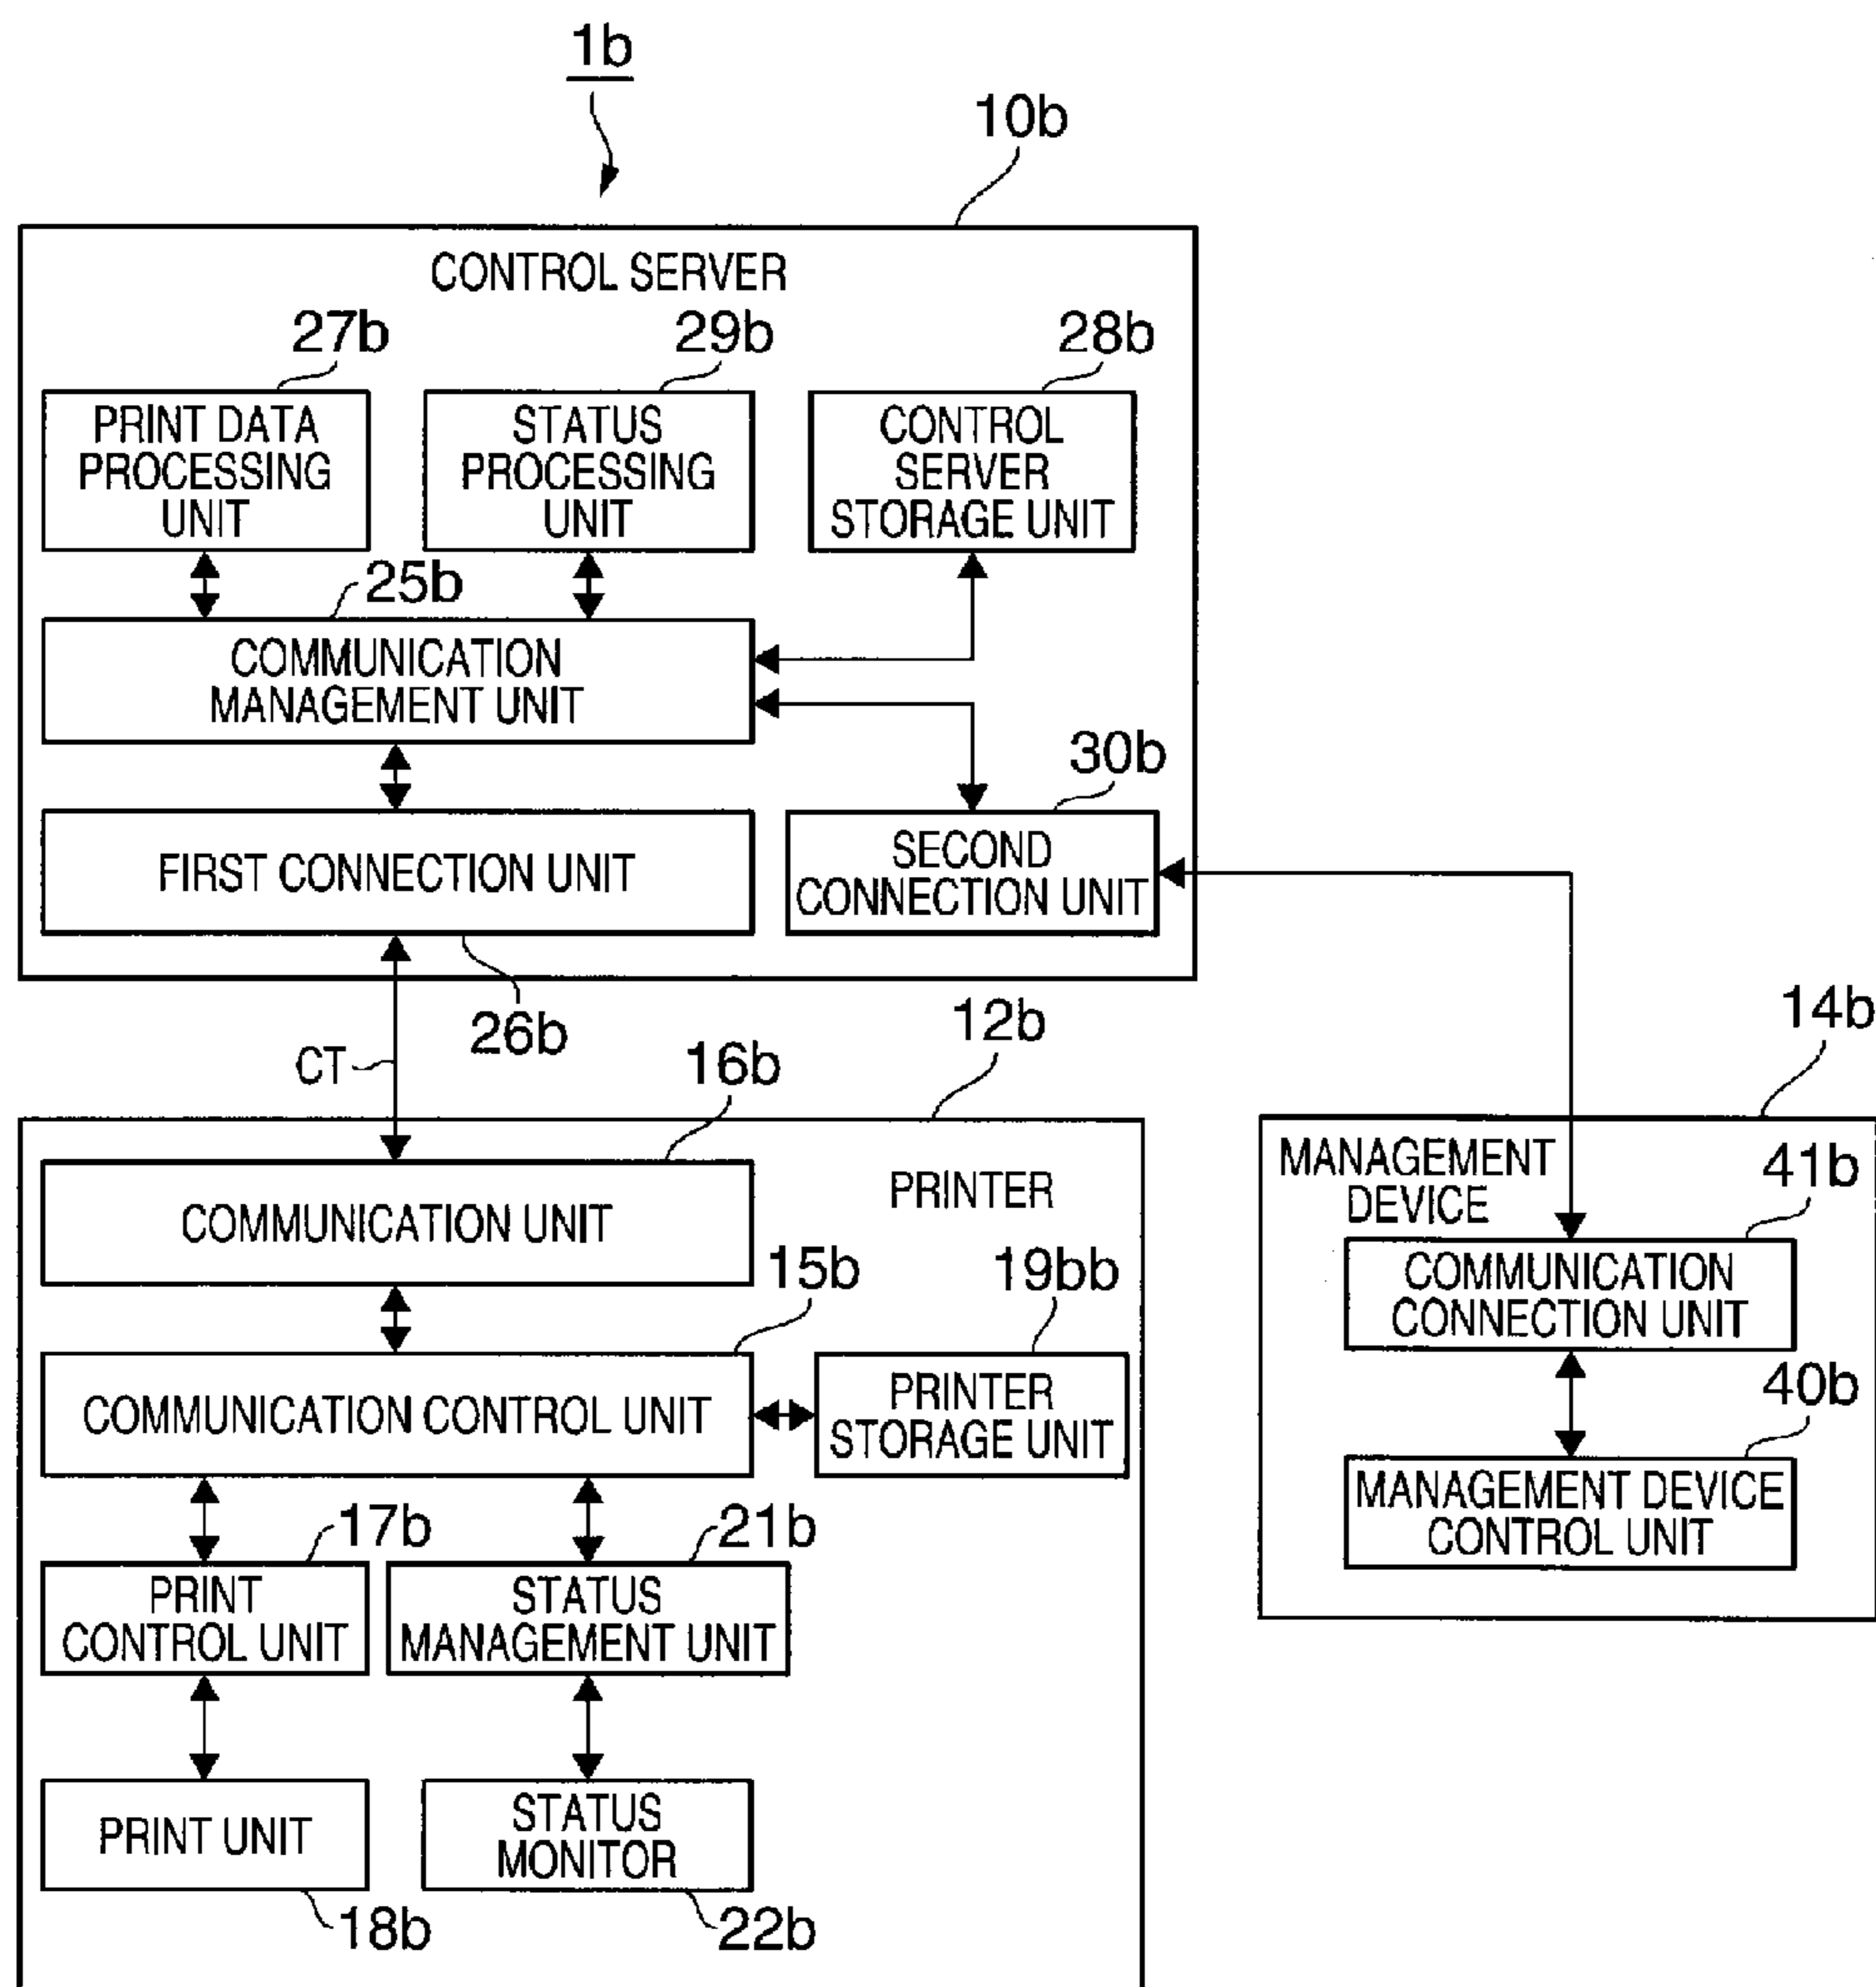 1b
10b
CONTROL SERVER
27b
29b
28b
PRINT DATA
PROCESSING
UNIT
STATUS
PROCESSING
UNIT
CONTROL
SERVER
STORAGE UNIT
25b
COMMUNICATION
MANAGEMENT UNIT
30b
FIRST CONNECTION UNIT
SECOND
CONNECTION UNIT
26b
CT
16b
12b
14b
COMMUNICATION UNIT
PRINTER
MANAGEMENT
DEVICE
41b
COMMUNICATION
CONNECTION UNIT
15b
19bb
COMMUNICATION CONTROL UNIT
PRINTER
STORAGE UNIT
40b
MANAGEMENT DEVICE
CONTROL UNIT
17b
21b
PRINT
CONTROL UNIT
STATUS
MANAGEMENT UNIT
PRINT UNIT
STATUS
MONITOR
18b
22b